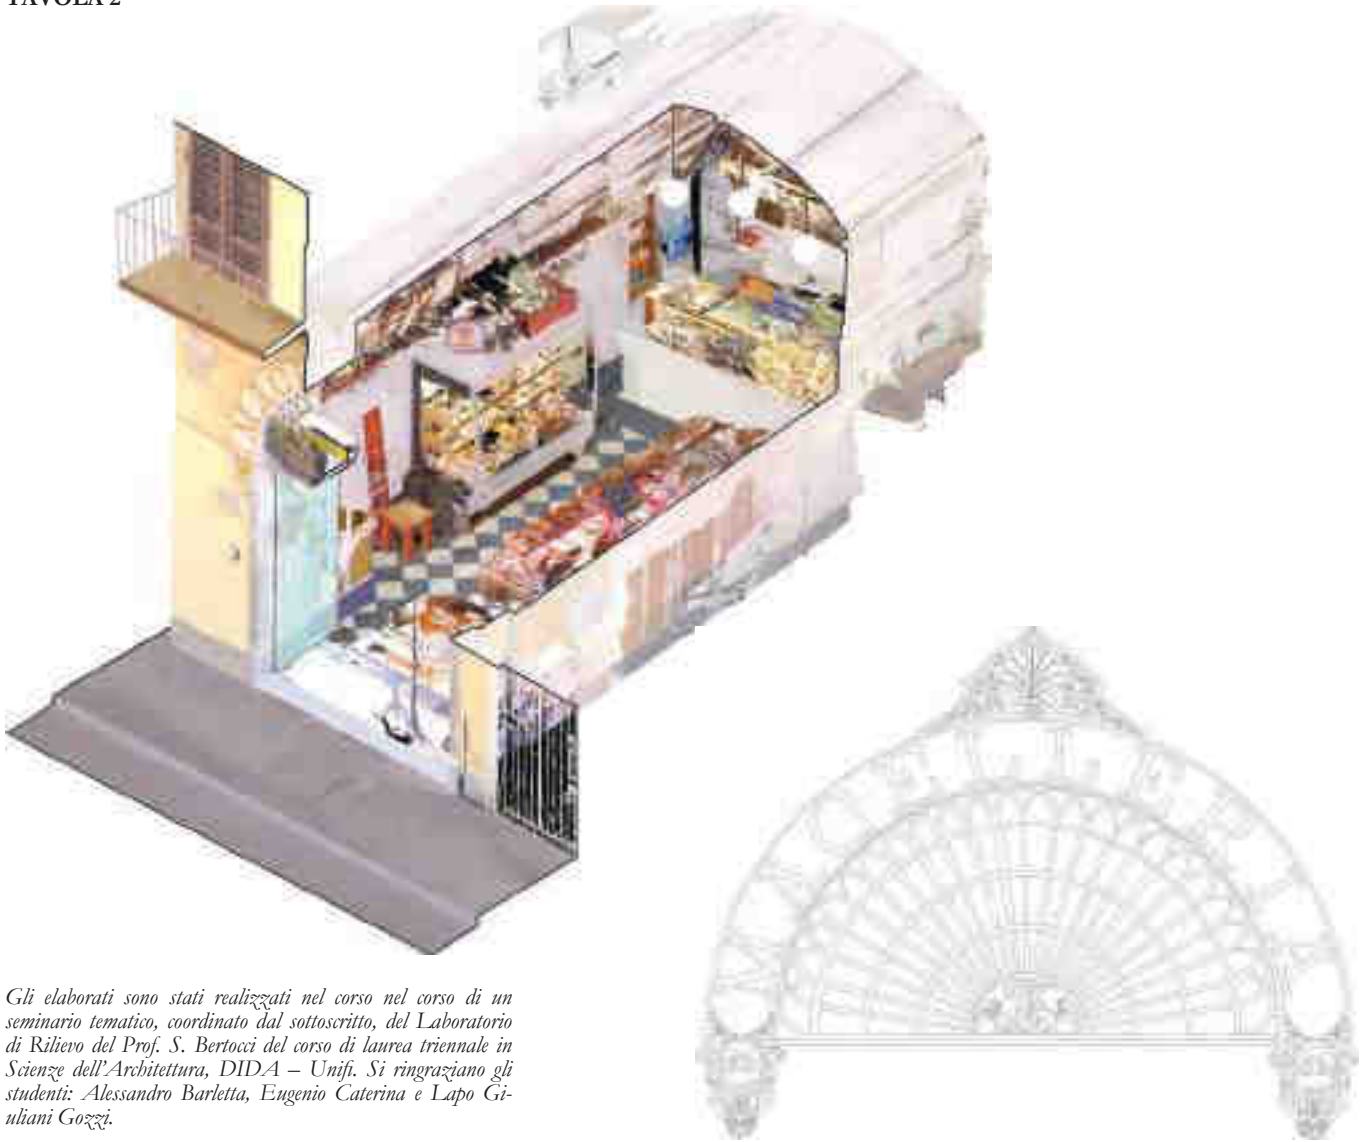 TAVOLA 2
Gli elaborati sono stati realizzati nel corso nel corso di un
seminario tematico, coordinato dal sottoscritto, del Laboratorio
di Rilievo del Prof. S. Bertocci del corso di laurea triennale in
Scienze dell'Architettura, DIDA – Unifi. Si ringraziano gli
studenti: Alessandro Barletta, Eugenio Caterina e Lapo Gi-
uliani Gozzi.